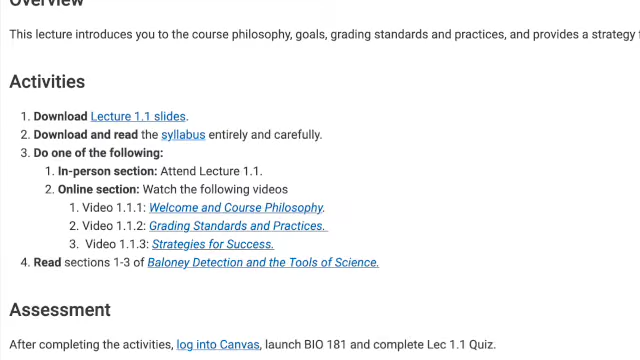 Overview
This lecture introduces you to the course philosophy, goals, grading standards and practices, and provides a strategy
Activities
1. Download Lecture 1.1 slides.
2. Download and read the syllabus entirely and carefully.
3. Do one of the following:
1. In-person section: Attend Lecture 1.1.
2. Online section: Watch the following videos
1. Video 1.1.1: Welcome and Course Philosophy.
2. Video 1.1.2: Grading Standards and Practices.
3. Video 1.1.3: Strategies for Success.
4. Read sections 1-3 of Baloney Detection and the Tools of Science.
Assessment
After completing the activities, log into Canvas, launch BIO 181 and complete Lec 1.1 Quiz.